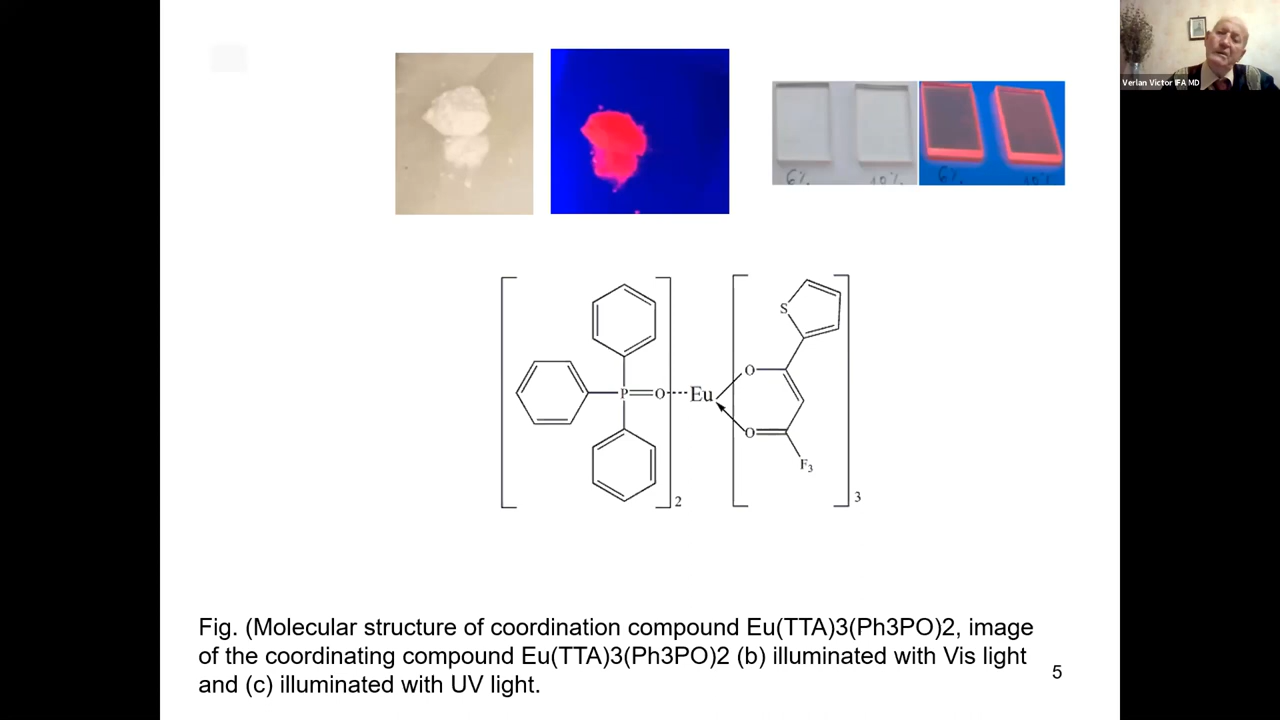 Verlan Victor IFA MD
6%
10%
6%
10%
S
O
P
O
Eu
O
F3
2
3
Fig. (Molecular structure of coordination compound Eu(TTA)3(Ph3PO)2, image
of the coordinating compound Eu(TTA)3(Ph3PO)2 (b) illuminated with Vis light
and (c) illuminated with UV light.
5